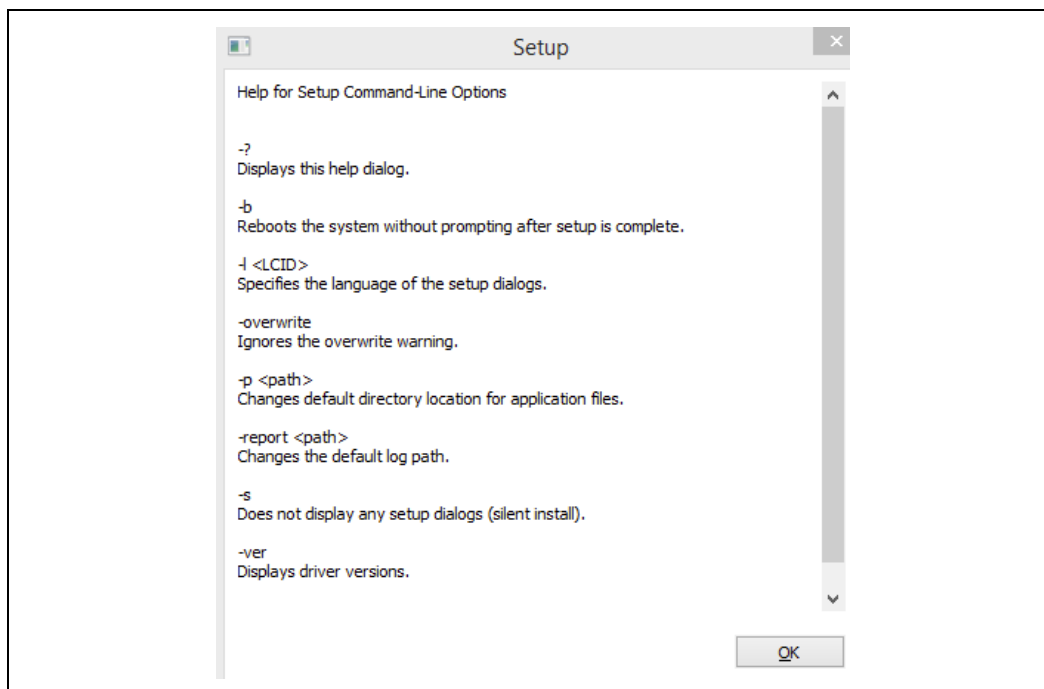 Setup
Help for Setup Command-Line Options
-?
Displays this help dialog.
-b
Reboots the system without prompting after setup is complete.
-l <LCID>
Specifies the language of the setup dialogs.
-overwrite
Ignores the overwrite warning.
-p <path>
Changes default directory location for application files.
-report <path>
Changes the default log path.
-s
Does not display any setup dialogs (silent install).
-ver
Displays driver versions.
OK